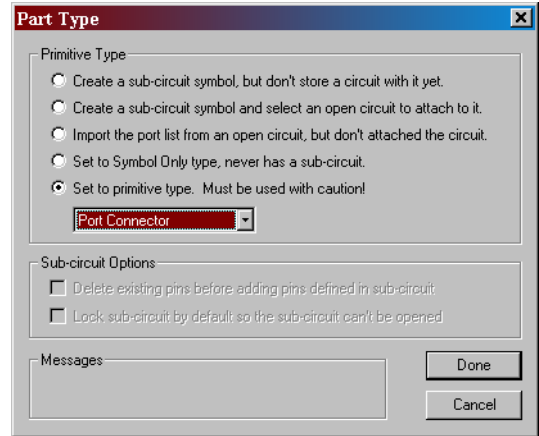 Part Type
Primitive Type
Create a sub-circuit symbol, but don't store a circuit with it yet.
Create a sub-circuit symbol and select an open circuit to attach to it.
Import the port list from an open circuit, but don't attached the circuit.
Set to Symbol Only type, never has a sub-circuit.
Set to primitive type. Must be used with caution!
Port Connector
Sub-circuit Options
Delete existing pins before adding pins defined in sub-circuit
Lock sub-circuit by default so the sub-circuit can't be opened
Messages
Done
Cancel